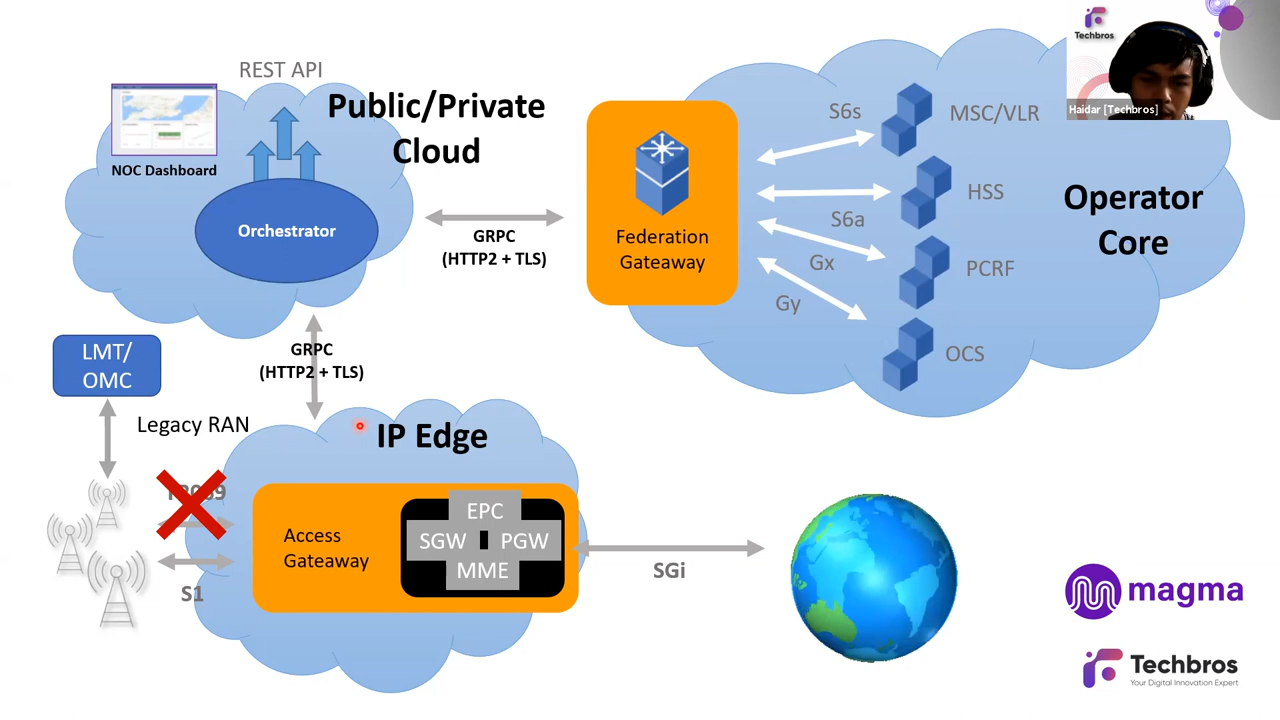 REST API
Public/Private
Cloud
NOC Dashboard
Orchestrator
GRPC
(HTTP2 + TLS)
Federation
Gateaway
S6s
S6a
Gx
Gy
MSC/VLR
HSS
PCRF
OCS
Operator
Core
Techbros
Haidar [Techbros]
LMT/
OMC
GRPC
(HTTP2 + TLS)
Legacy RAN
IP Edge
S1
Access
Gateaway
EPC
SGW
PGW
MME
SGi
magma
Techbros
Your Digital Innovation Expert